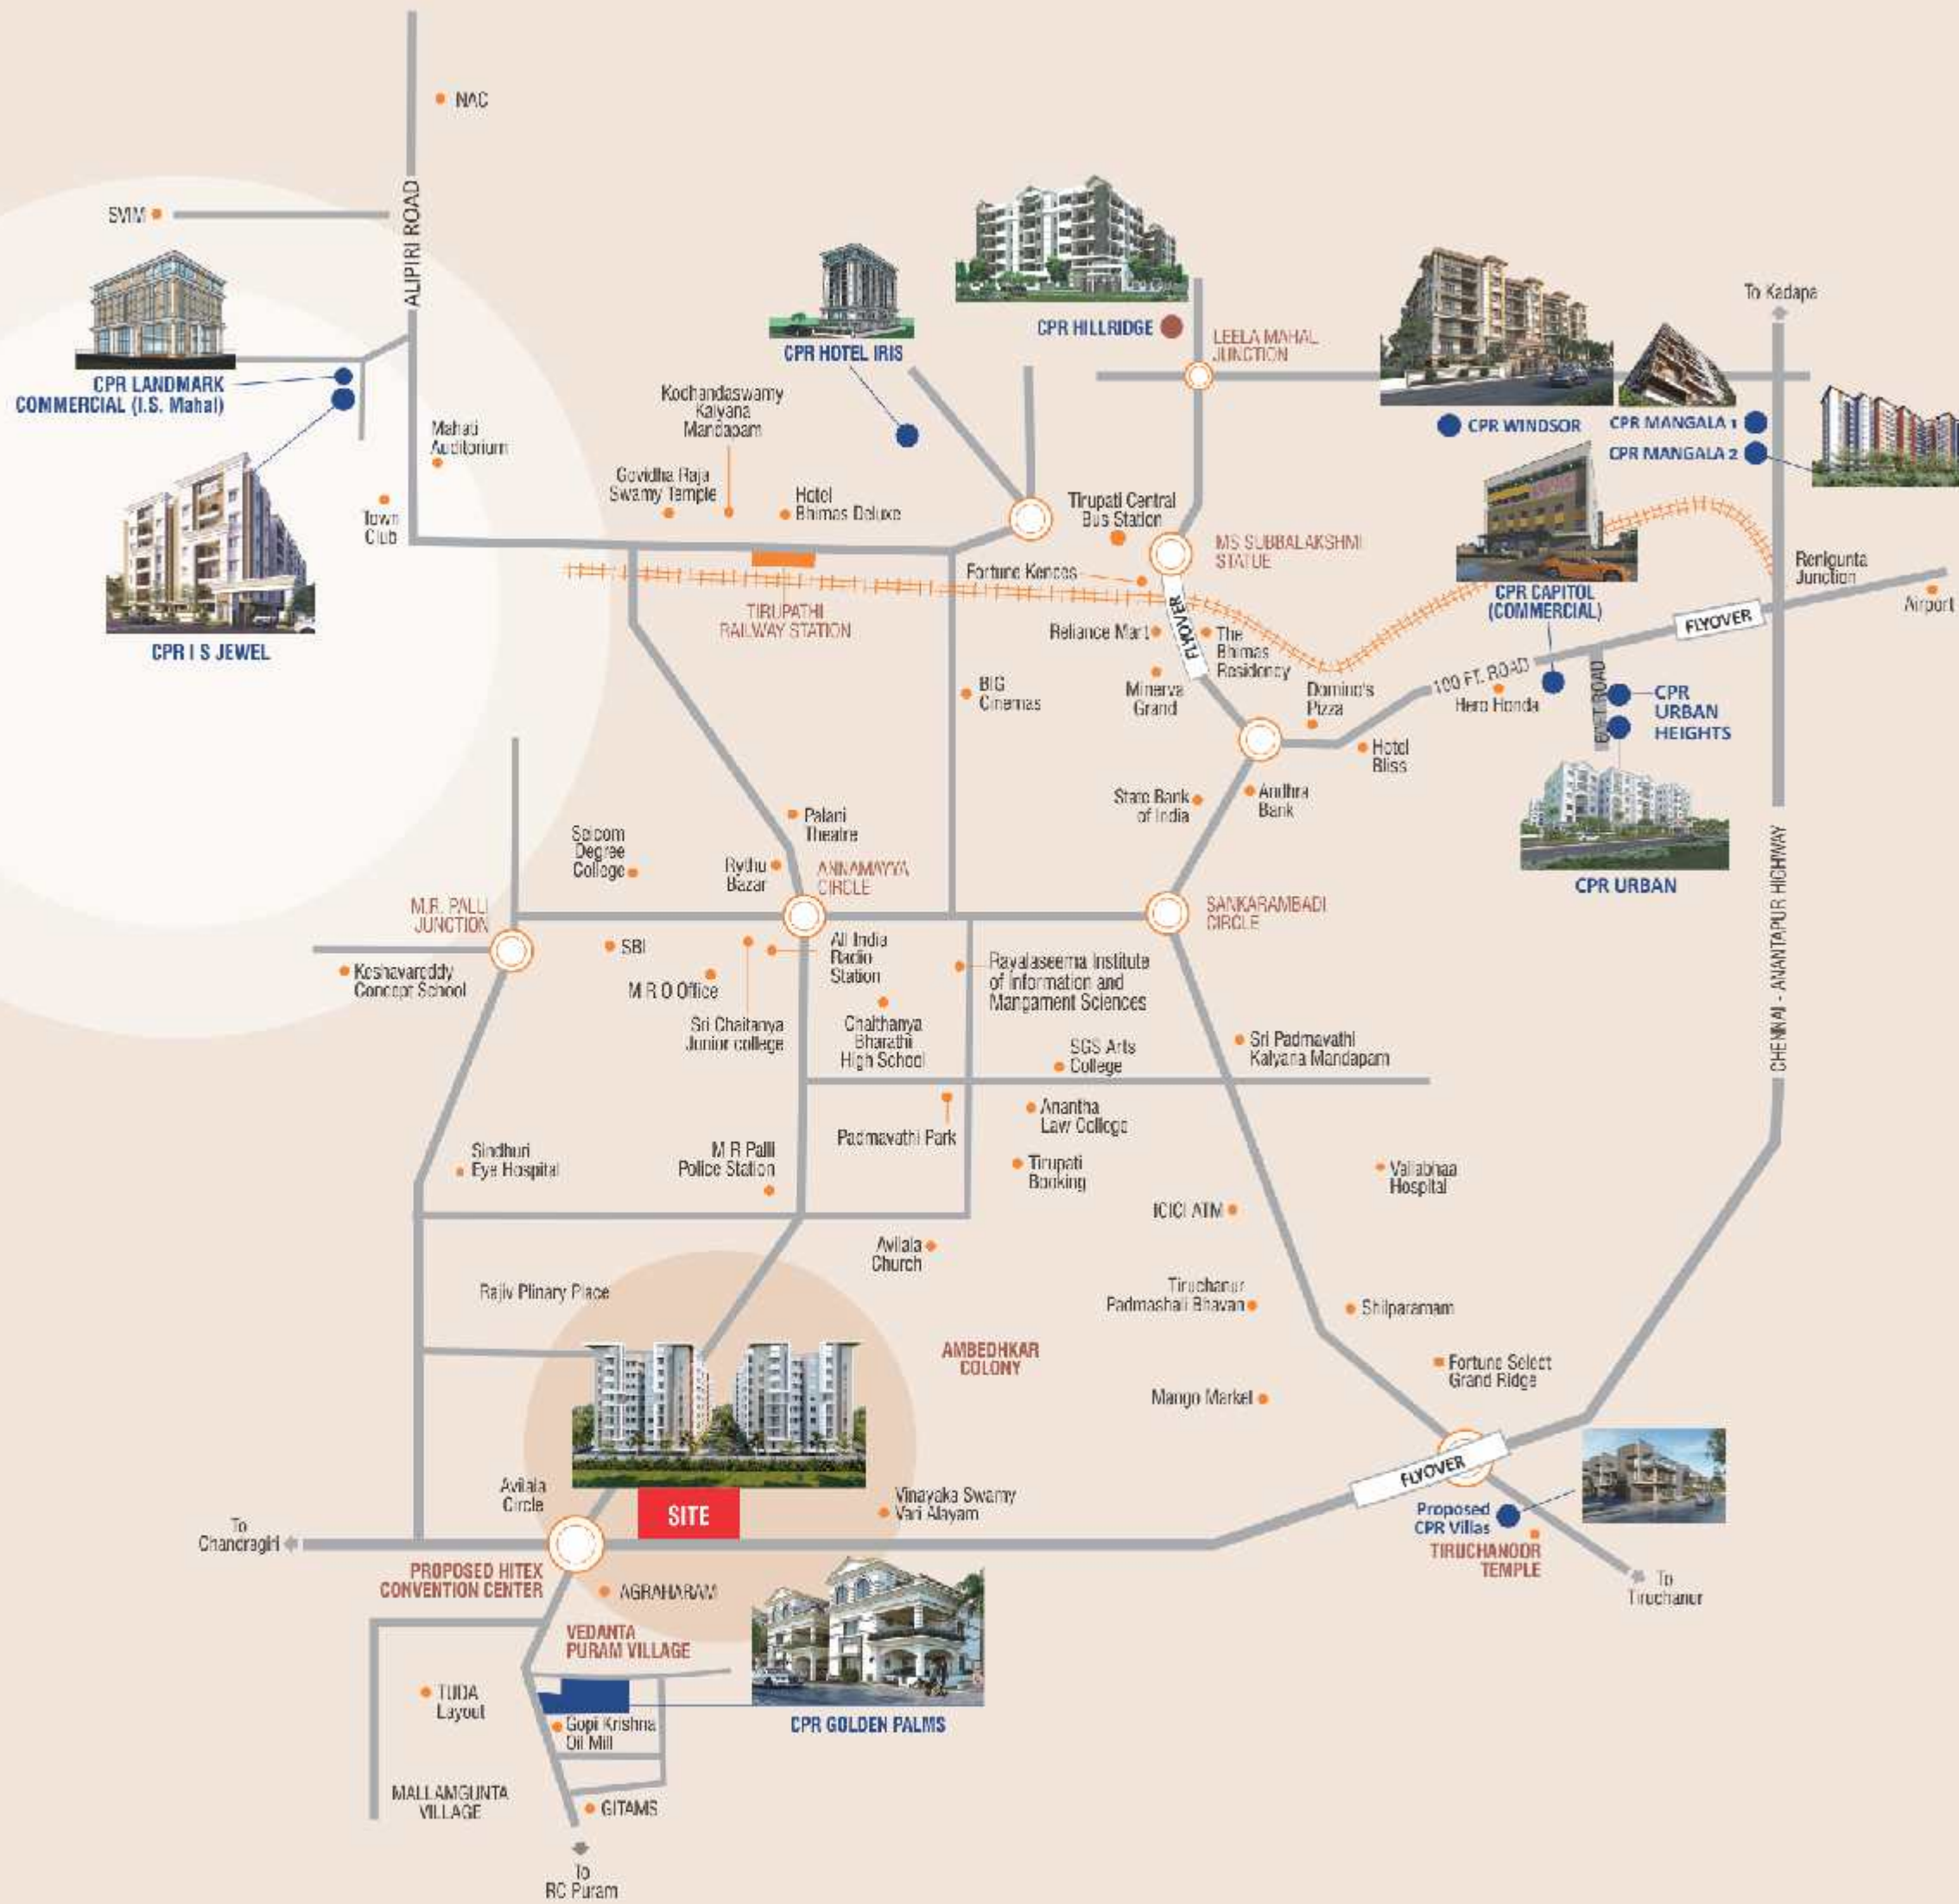 NAC
SVIM
ALIPIRI ROAD
CPR LANDMARK
COMMERCIAL (I.S. Mahal)
CPR I S JEWEL
Mahati
Auditorium
Town
Club
CPR HOTEL IRIS
CPR HILLRIDGE
LEELA MAHAL
JUNCTION
To Kadapa
CPR WINDSOR
CPR MANGALA 1
CPR MANGALA 2
Kodhandaswamy
Kalyana
Mandapam
Govidha Raja
Swamy Temple
Hotel
Bhimas Deluxe
Tirupati Central
Bus Station
MS SUBBALAKSHMI
STATUE
Fortune Kences
TIRUPATHI
RAILWAY STATION
Reliance Mart
FLYOVER
The
Bhimas
Residency
Minerva
Grand
BIG
Cinemas
Domino's
Pizza
Hotel
Bliss
100 FT. ROAD
Hero Honda
CPR CAPITOL
(COMMERCIAL)
FLYOVER
Renigunta
Junction
Airport
CPR
URBAN
HEIGHTS
CPR URBAN
State Bank
of India
Andhra
Bank
CHENNAI - ANANTAPUR HIGHWAY
Palani
Theatre
Seicom
Degree
College
Rythu
Bazar
ANNAMAYYA
CIRCLE
SANKARAMBADI
CIRCLE
M.R. PALLI
JUNCTION
Keshavareddy
Concept School
SBI
M R O Office
All India
Radio
Station
Sri Chaitanya
Junior college
Chaithanya
Bharathi
High School
Rayalaseema Institute
of Information and
Mangament Sciences
SGS Arts
College
Sri Padmavathi
Kalyana Mandapam
Padmavathi Park
Anantha
Law College
Tirupati
Booking
Sindhuri
Eye Hospital
M R Palli
Police Station
Vallabhaa
Hospital
ICICI ATM
Avilala
Church
Rajiv Plinary Place
Tiruchanur
Padmashali Bhavan
Shilparamam
AMBEDHKAR
COLONY
Fortune Select
Grand Ridge
Mango Market
FLYOVER
Avilala
Circle
SITE
Vinayaka Swamy
Vari Alayam
Proposed
CPR Villas
TIRUCHANOOR
TEMPLE
To
Tiruchanur
To
Chandragiri
PROPOSED HITEX
CONVENTION CENTER
AGRAHARAM
VEDANTA
PURAM VILLAGE
TUDA
Layout
Gopi Krishna
Oil Mill
CPR GOLDEN PALMS
MALLAMGUNTA
VILLAGE
GITAMS
To
RC Puram